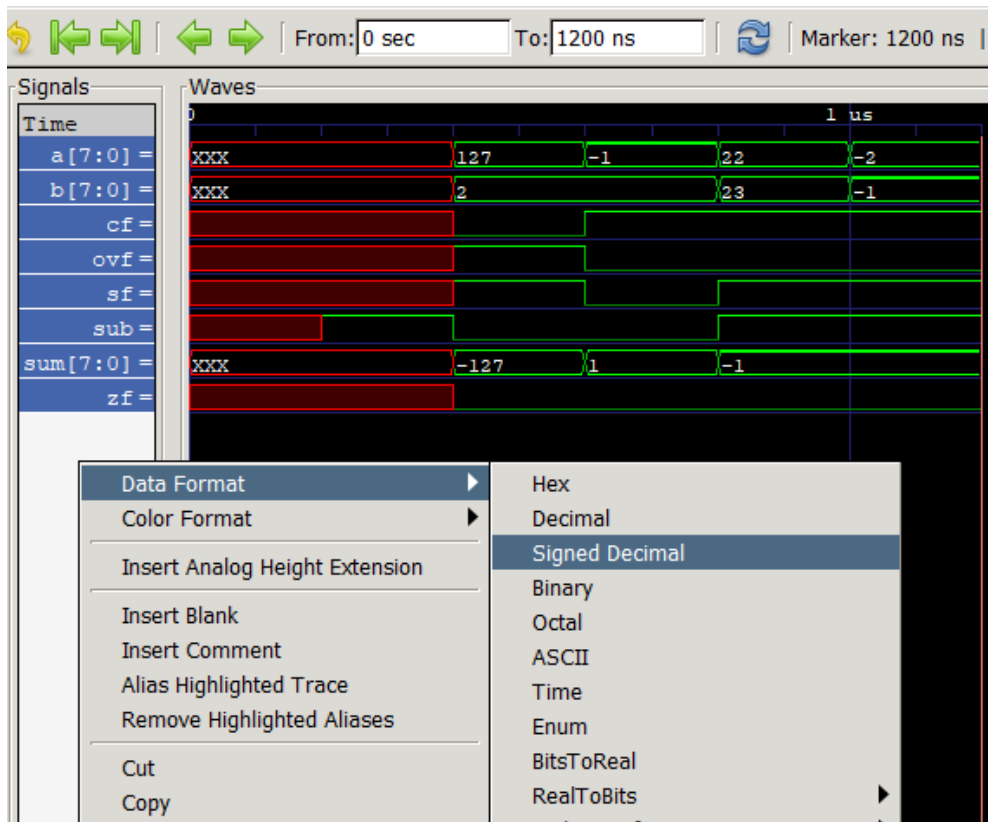 From: 0 sec To: 1200 ns Marker: 1200 ns |
Signals Waves
Time 0 1 us
a[7:0] = XXX 127 -1 22 -2
b[7:0] = XXX 2 23 -1
cf =
ovf =
sf =
sub =
sum[7:0] = XXX -127 1 -1
zf =
Data Format
Color Format
Insert Analog Height Extension
Insert Blank
Insert Comment
Alias Highlighted Trace
Remove Highlighted Aliases
Cut
Copy
Hex
Decimal
Signed Decimal
Binary
Octal
ASCII
Time
Enum
BitsToReal
RealToBits